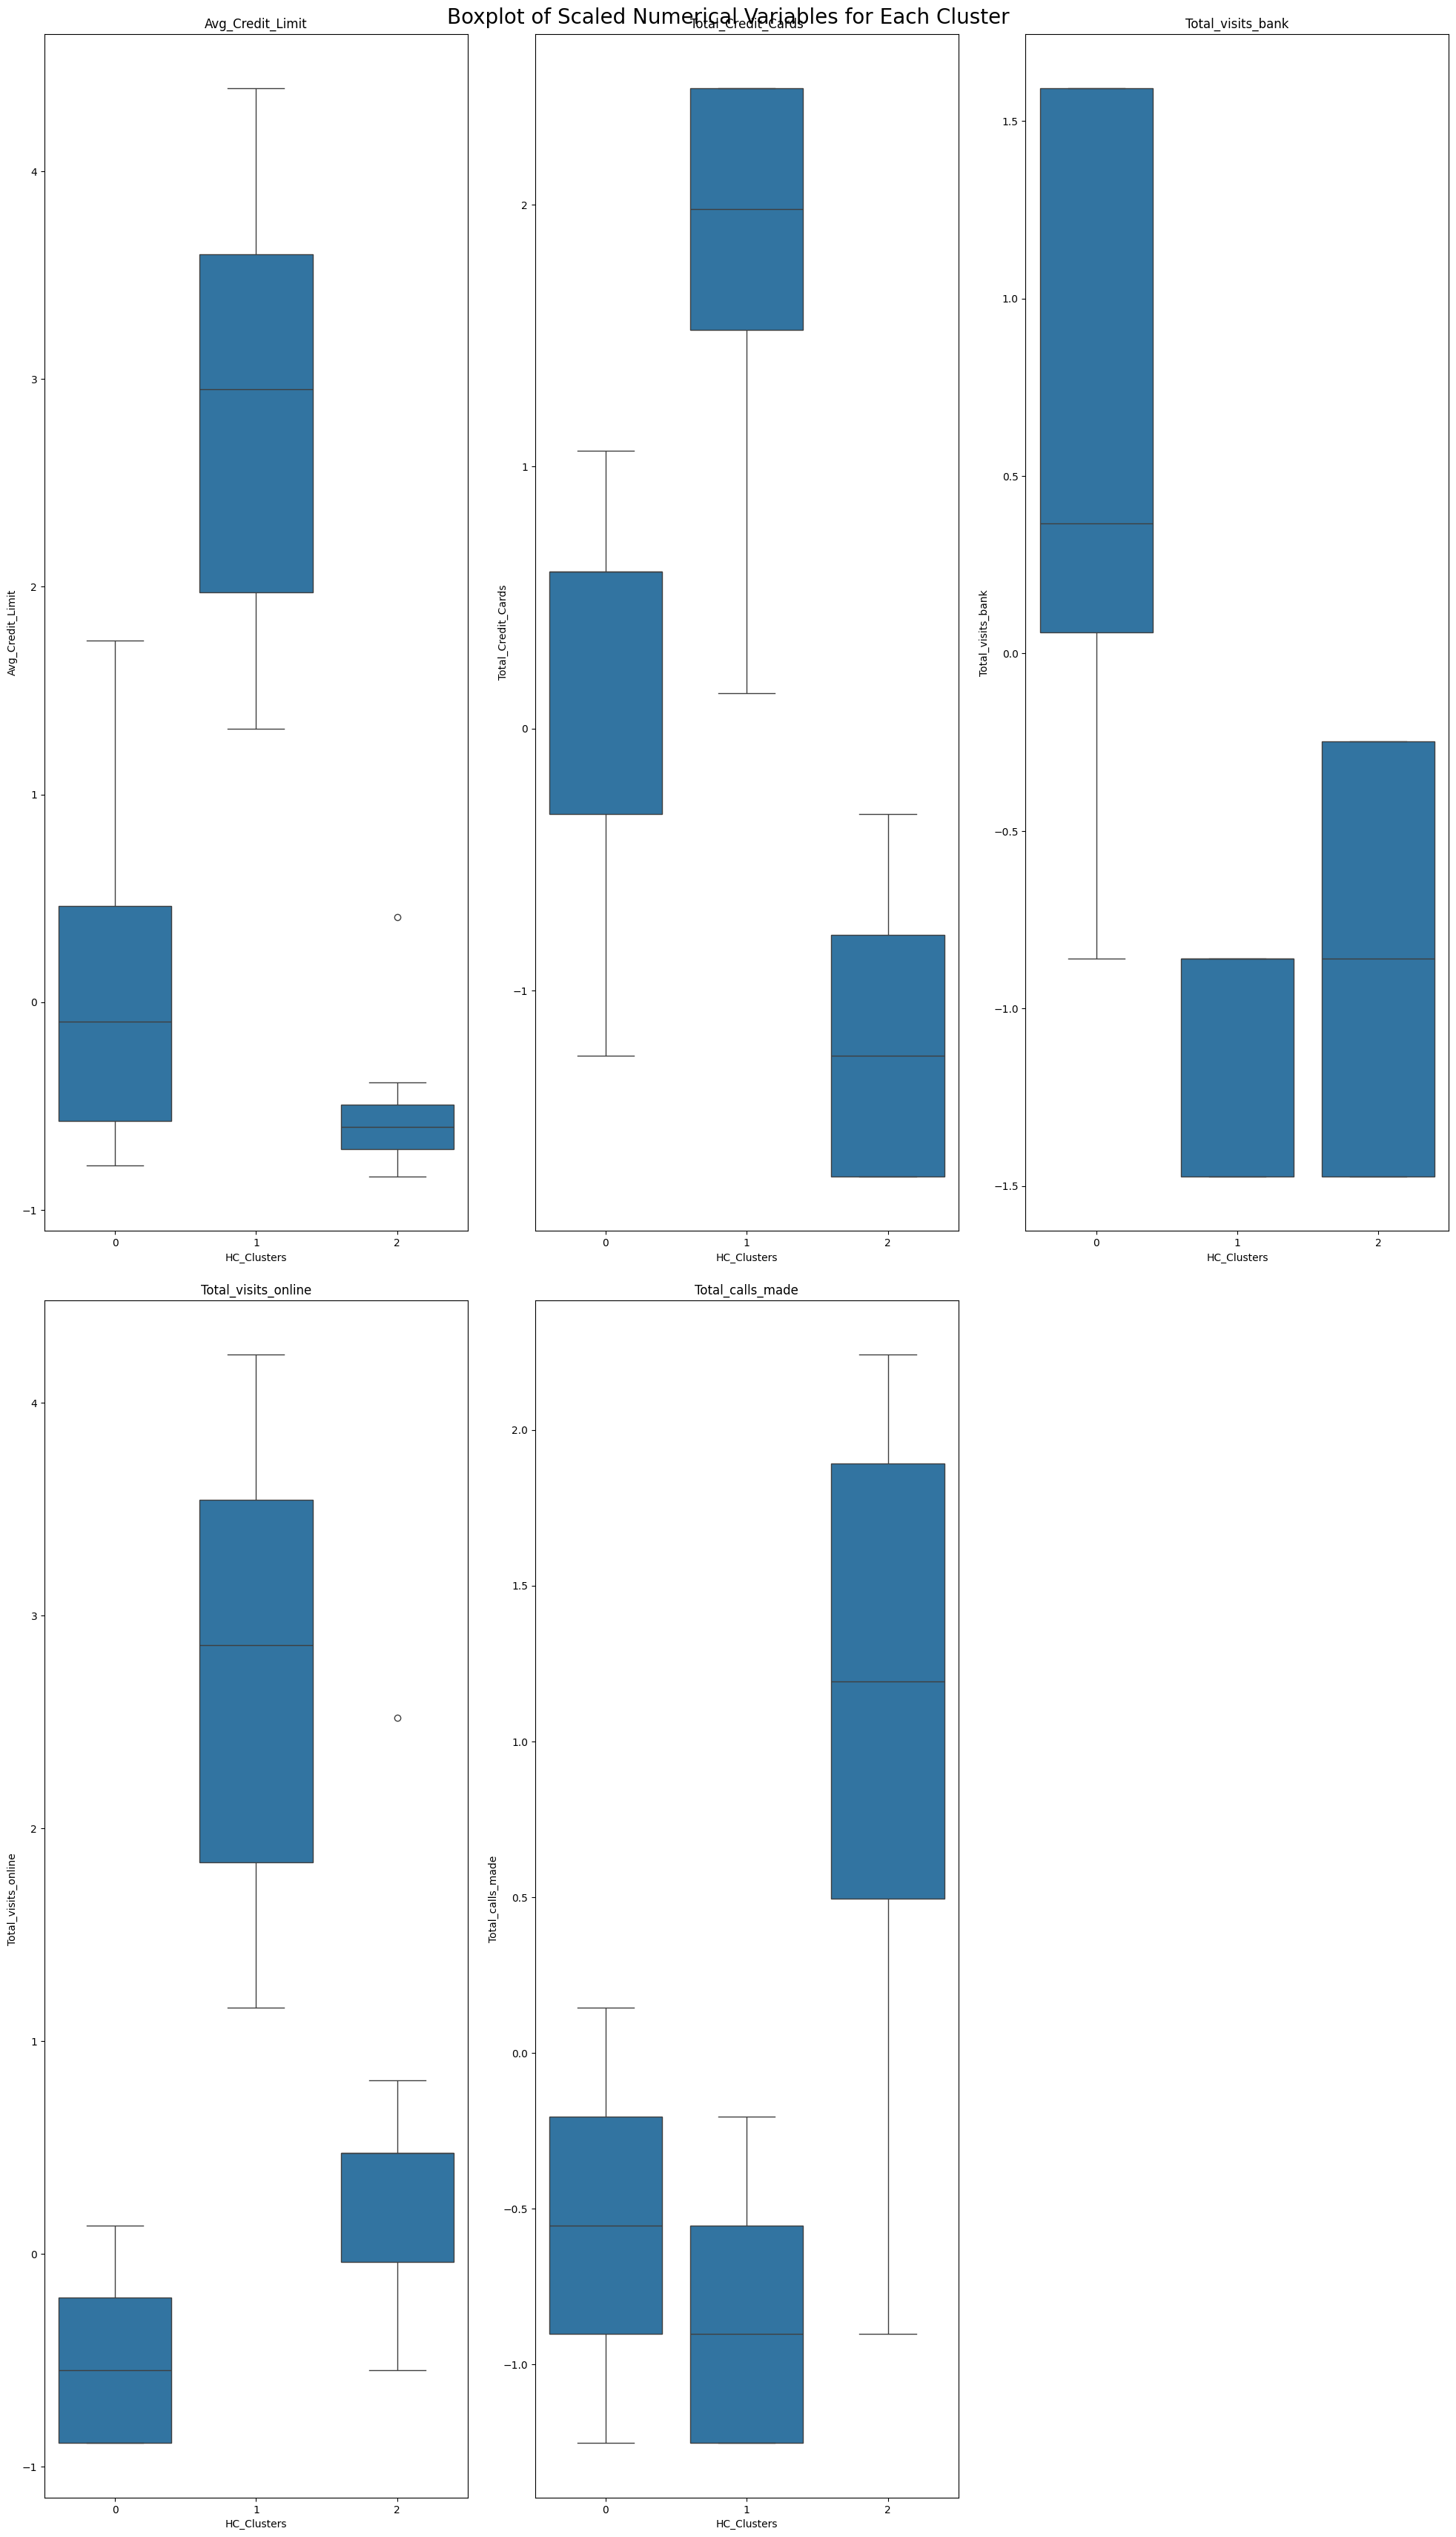 Boxplot of Scaled Numerical Variables for Each Cluster
Avg_Credit_Limit
4
3
2
1
0
−1
Avg_Credit_Limit
0 1 2
HC_Clusters
Total_Credit_Cards
2
1
0
−1
Total_Credit_Cards
0 1 2
HC_Clusters
Total_visits_bank
1.5
1.0
0.5
0.0
−0.5
−1.0
−1.5
Total_visits_bank
0 1 2
HC_Clusters
Total_visits_online
4
3
2
1
0
−1
Total_visits_online
0 1 2
HC_Clusters
Total_calls_made
2.0
1.5
1.0
0.5
0.0
−0.5
−1.0
Total_calls_made
0 1 2
HC_Clusters